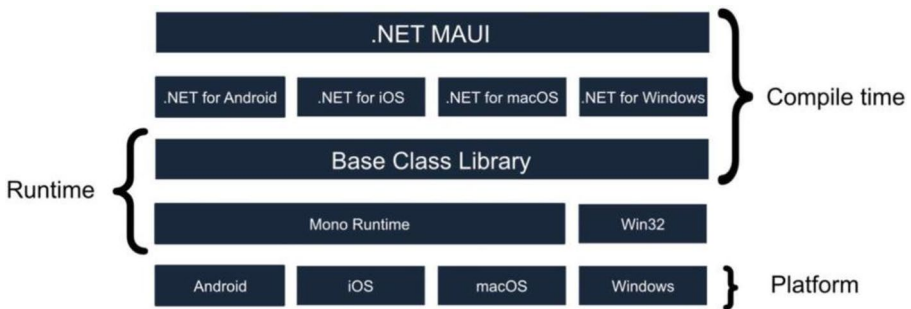 .NET MAUI
.NET for Android .NET for iOS .NET for macOS .NET for Windows
Compile time
Base Class Library
Runtime
Mono Runtime Win32
Android iOS macOS Windows
Platform